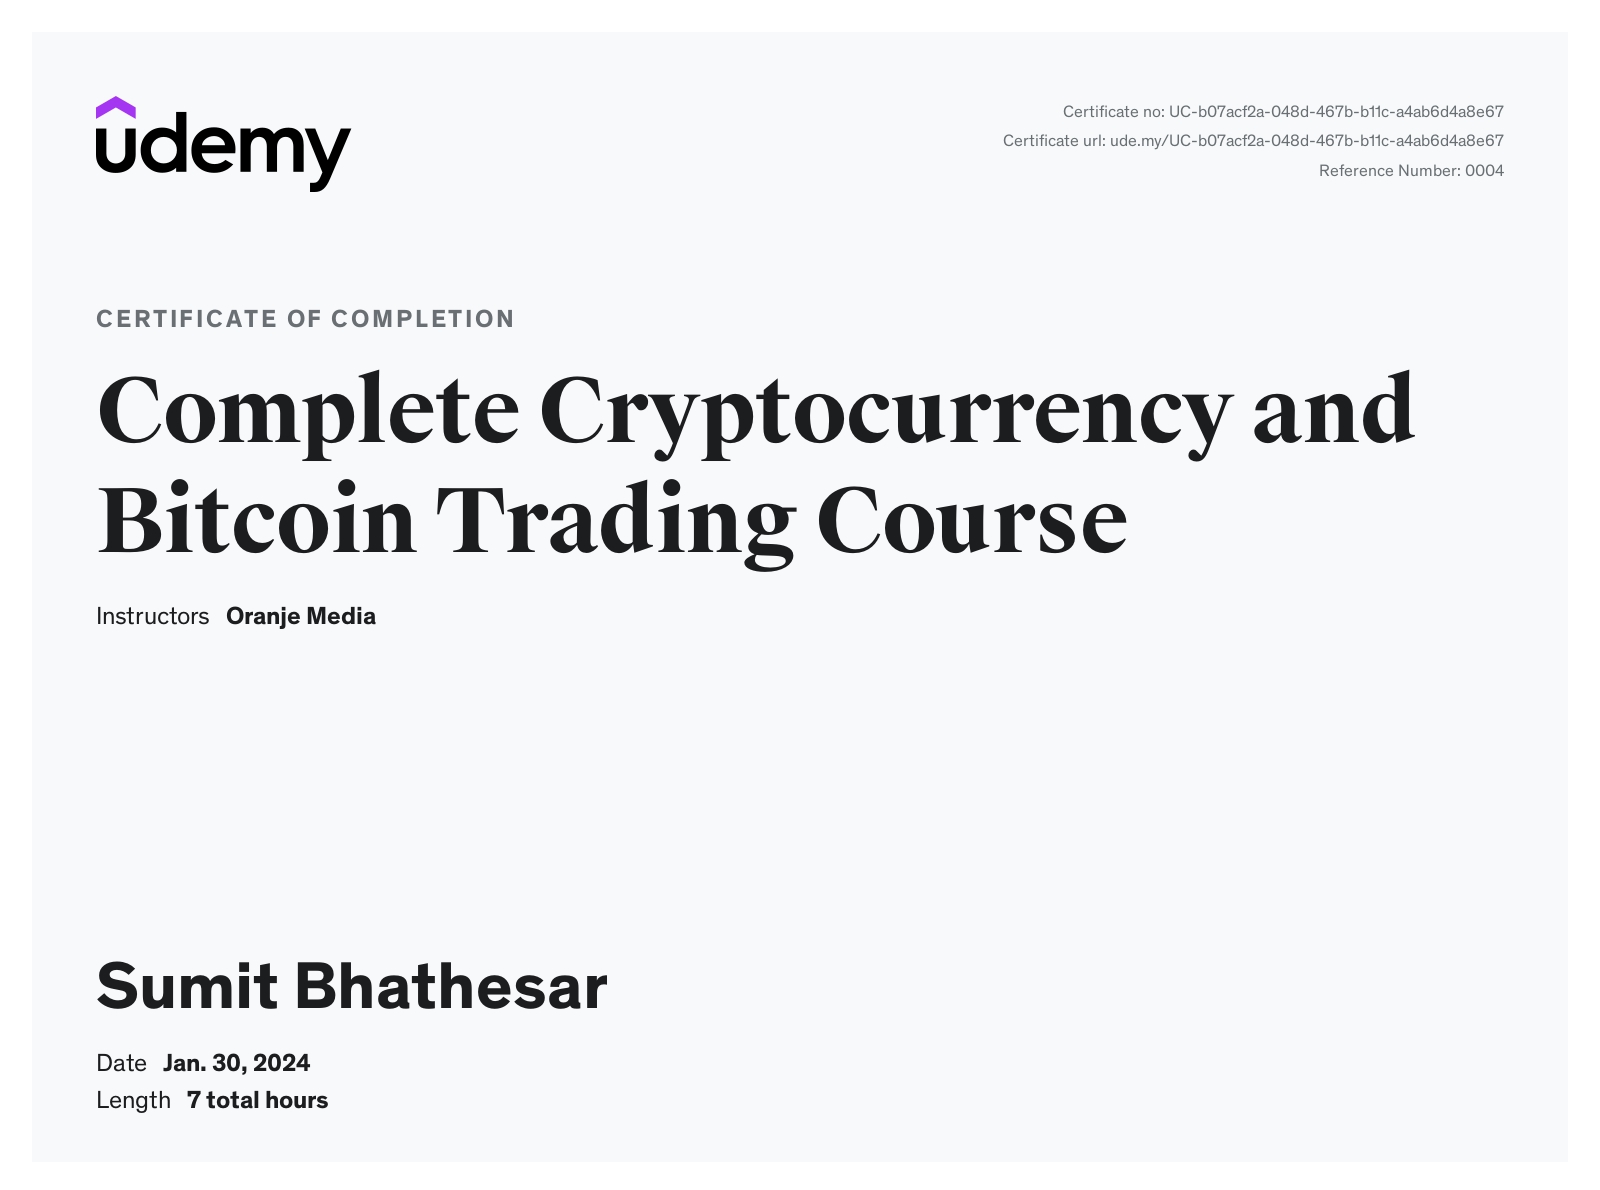 udemy
Certificate no: UC-b07acf2a-048d-467b-b11c-a4ab6d4a8e67
Certificate url: ude.my/UC-b07acf2a-048d-467b-b11c-a4ab6d4a8e67
Reference Number: 0004
CERTIFICATE OF COMPLETION
Complete Cryptocurrency and
Bitcoin Trading Course
Instructors Oranje Media
Sumit Bhathesar
Date Jan. 30, 2024
Length 7 total hours